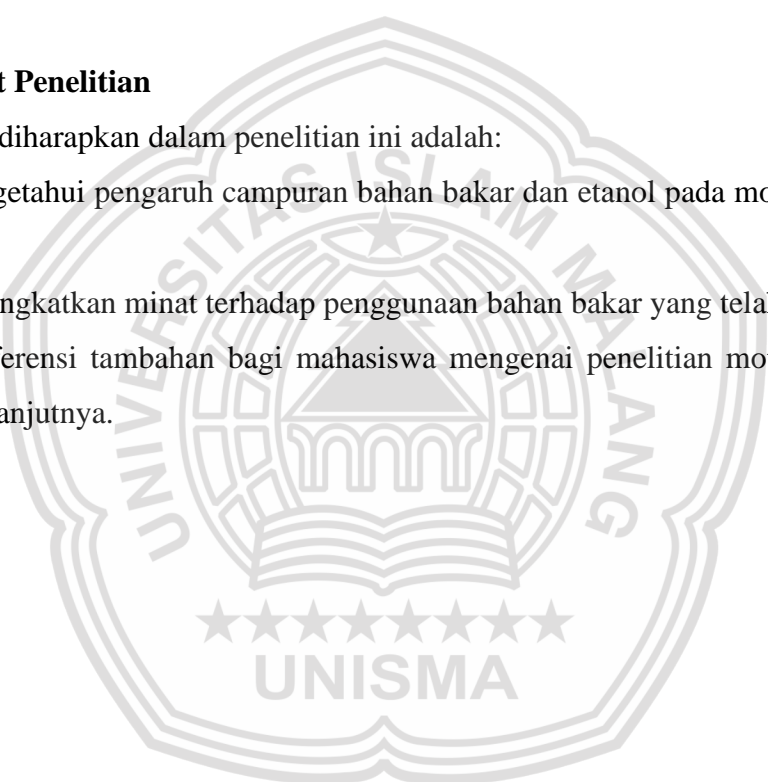 t Penelitian
diharapkan dalam penelitian ini adalah:
getahui pengaruh campuran bahan bakar dan etanol pada mo
ingkatkan minat terhadap penggunaan bahan bakar yang tela
ferensi tambahan bagi mahasiswa mengenai penelitian mo
anjutnya.
UNIVERSITAS ISLAM MALANG
UNISMA